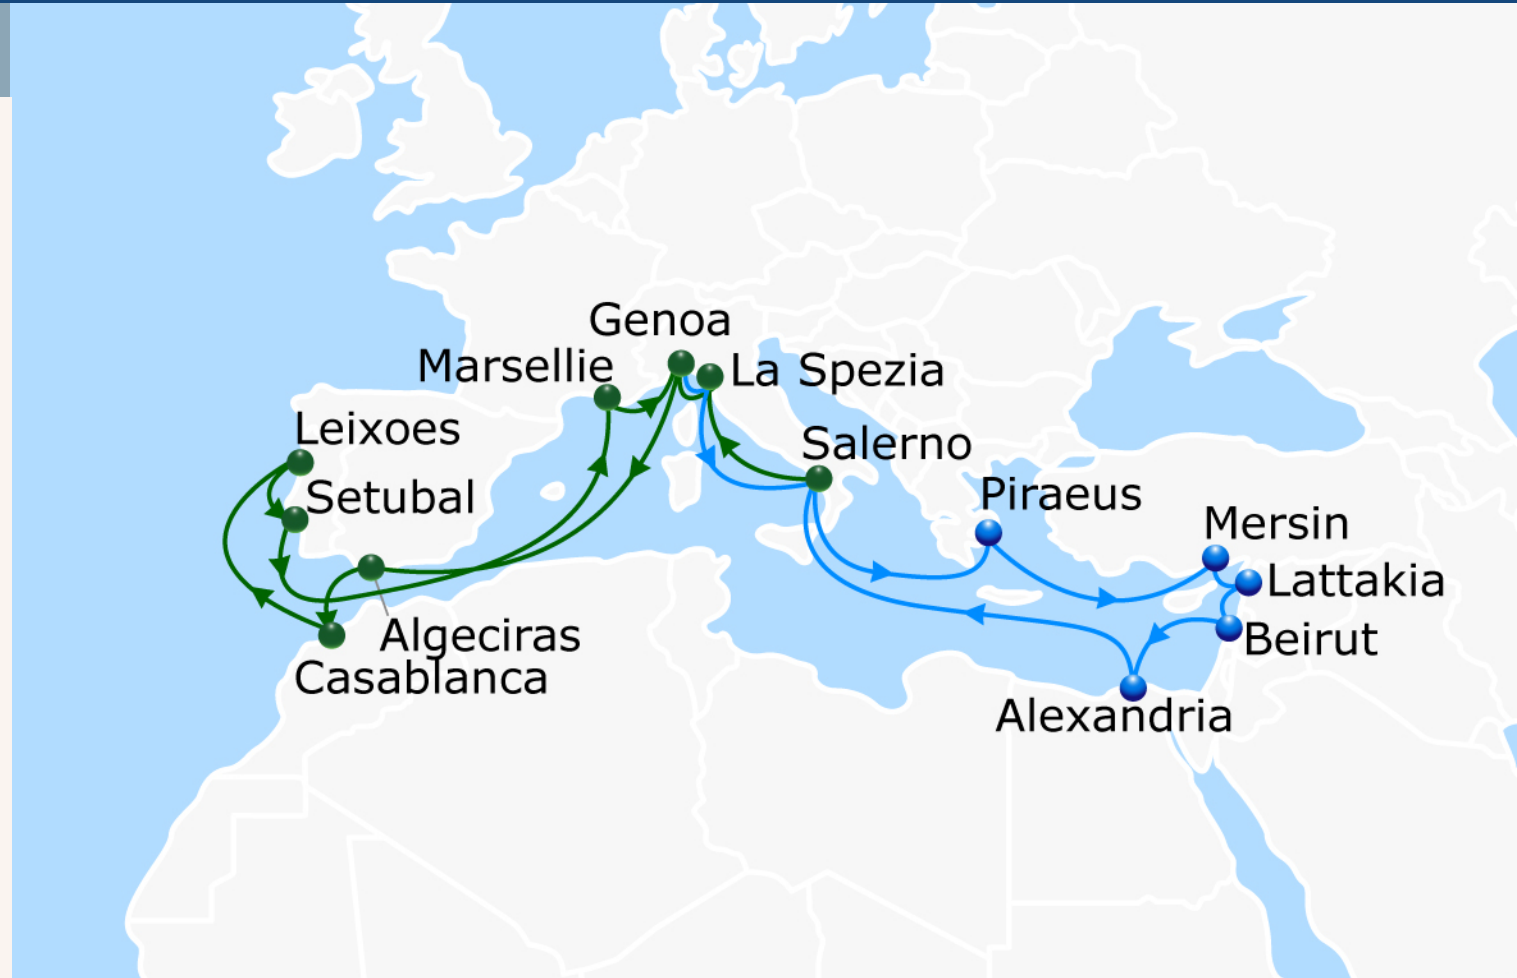 Genoa
Marsellie
La Spezia
Leixoes
Salerno
Setubal
Piraeus
Mersin
Lattakia
Algeciras
Beirut
Casablanca
Alexandria